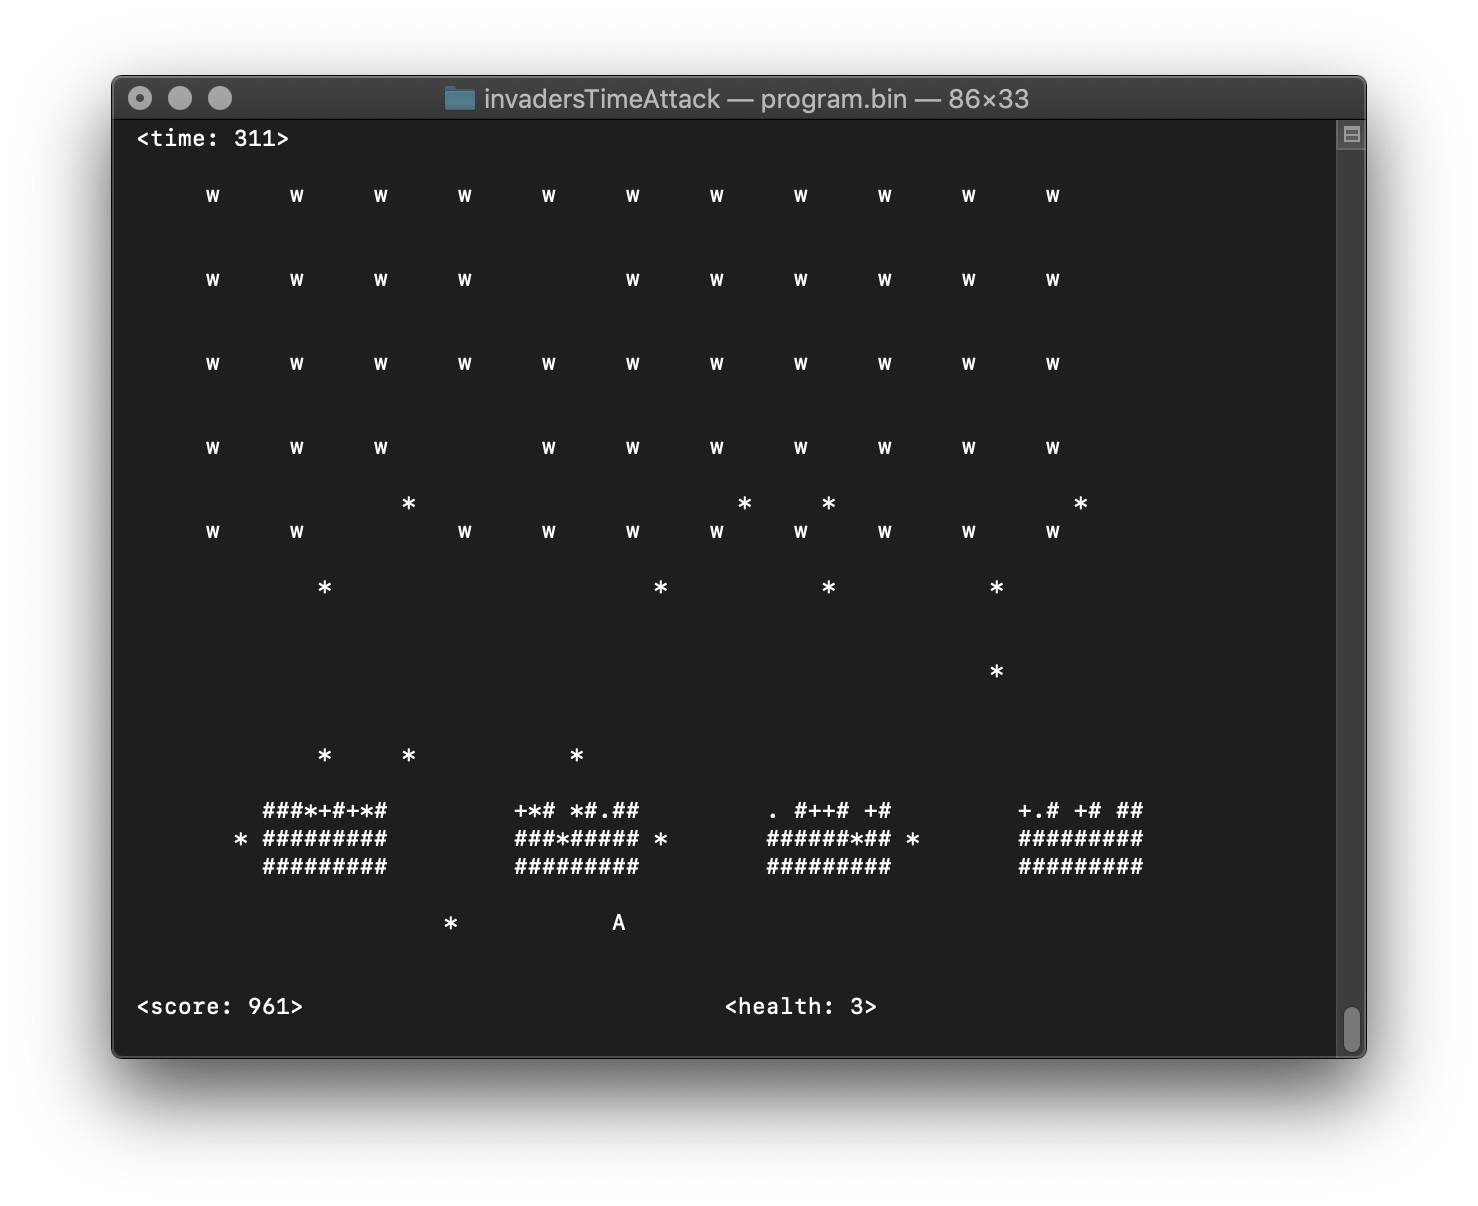 invadersTimeAttack — program.bin — 86×33
<time: 311>
w w w w w w w w w w w
w w w w w w w w w w
w w w w w w w w w w w
w w w w w w w w w w
* * * *
w w w w w w w w w w
* * * *
*
* * *
###*+#+*# +*# *#.## . #++# +# +.# +# ##
* ######### ###*##### * ######*## * #########
######### ######### ######### #########
* A
<score: 961> <health: 3>